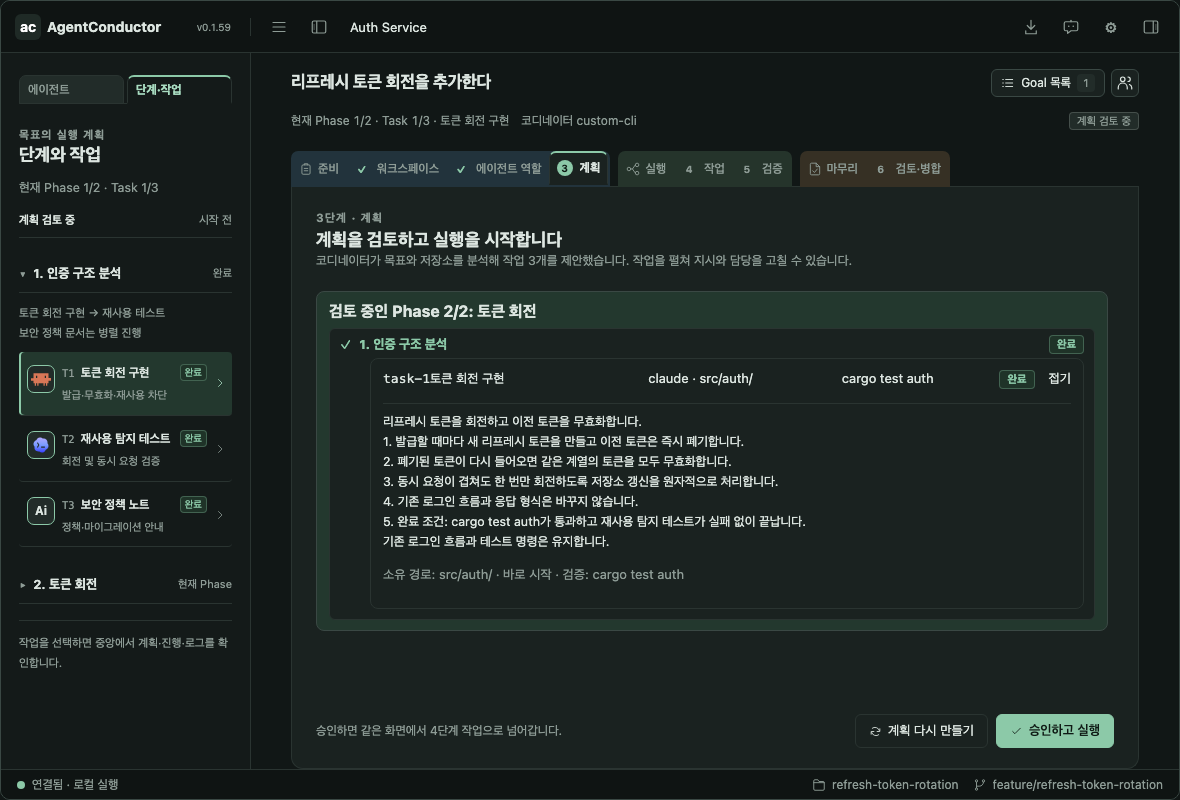 ac AgentConductor v0.1.59 Auth Service
에이전트 단계·작업
목표의 실행 계획
단계와 작업
현재 Phase 1/2 · Task 1/3
계획 검토 중 시작 전
1. 인증 구조 분석 완료
토큰 회전 구현 → 재사용 테스트
보안 정책 문서는 병렬 진행
T1 토큰 회전 구현 완료
발급·무효화·재사용 차단
T2 재사용 탐지 테스트 완료
회전 및 동시 요청 검증
Ai T3 보안 정책 노트 완료
정책·마이그레이션 안내
2. 토큰 회전 현재 Phase
작업을 선택하면 중앙에서 계획·진행·로그를 확
인합니다.
리프레시 토큰 회전을 추가한다
Goal 목록 1
현재 Phase 1/2 · Task 1/3 · 토큰 회전 구현 코디네이터 custom-cli
계획 검토 중
준비 ✓ 워크스페이스 ✓ 에이전트 역할 3 계획 실행 4 작업 5 검증 마무리 6 검토·병합
3단계 · 계획
계획을 검토하고 실행을 시작합니다
코디네이터가 목표와 저장소를 분석해 작업 3개를 제안했습니다. 작업을 펼쳐 지시와 담당을 고칠 수 있습니다.
검토 중인 Phase 2/2: 토큰 회전
✓ 1. 인증 구조 분석 완료
task-1토큰 회전 구현 claude · src/auth/ cargo test auth 완료 접기
리프레시 토큰을 회전하고 이전 토큰을 무효화합니다.
1. 발급할 때마다 새 리프레시 토큰을 만들고 이전 토큰은 즉시 폐기합니다.
2. 폐기된 토큰이 다시 들어오면 같은 계열의 토큰을 모두 무효화합니다.
3. 동시 요청이 겹쳐도 한 번만 회전하도록 저장소 갱신을 원자적으로 처리합니다.
4. 기존 로그인 흐름과 응답 형식은 바꾸지 않습니다.
5. 완료 조건: cargo test auth가 통과하고 재사용 탐지 테스트가 실패 없이 끝납니다.
기존 로그인 흐름과 테스트 명령은 유지합니다.
소유 경로: src/auth/ · 바로 시작 · 검증: cargo test auth
승인하면 같은 화면에서 4단계 작업으로 넘어갑니다.
계획 다시 만들기 ✓ 승인하고 실행
연결됨 · 로컬 실행 refresh-token-rotation feature/refresh-token-rotation